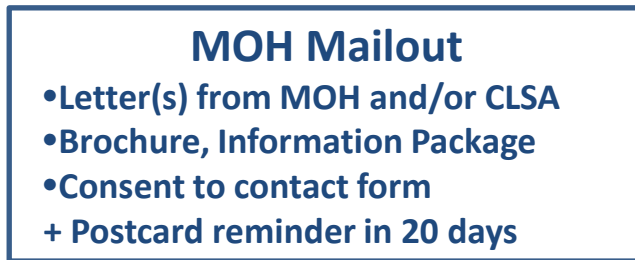 MOH Mailout
•Letter(s) from MOH and/or CLSA
•Brochure, Information Package
•Consent to contact form
+ Postcard reminder in 20 days